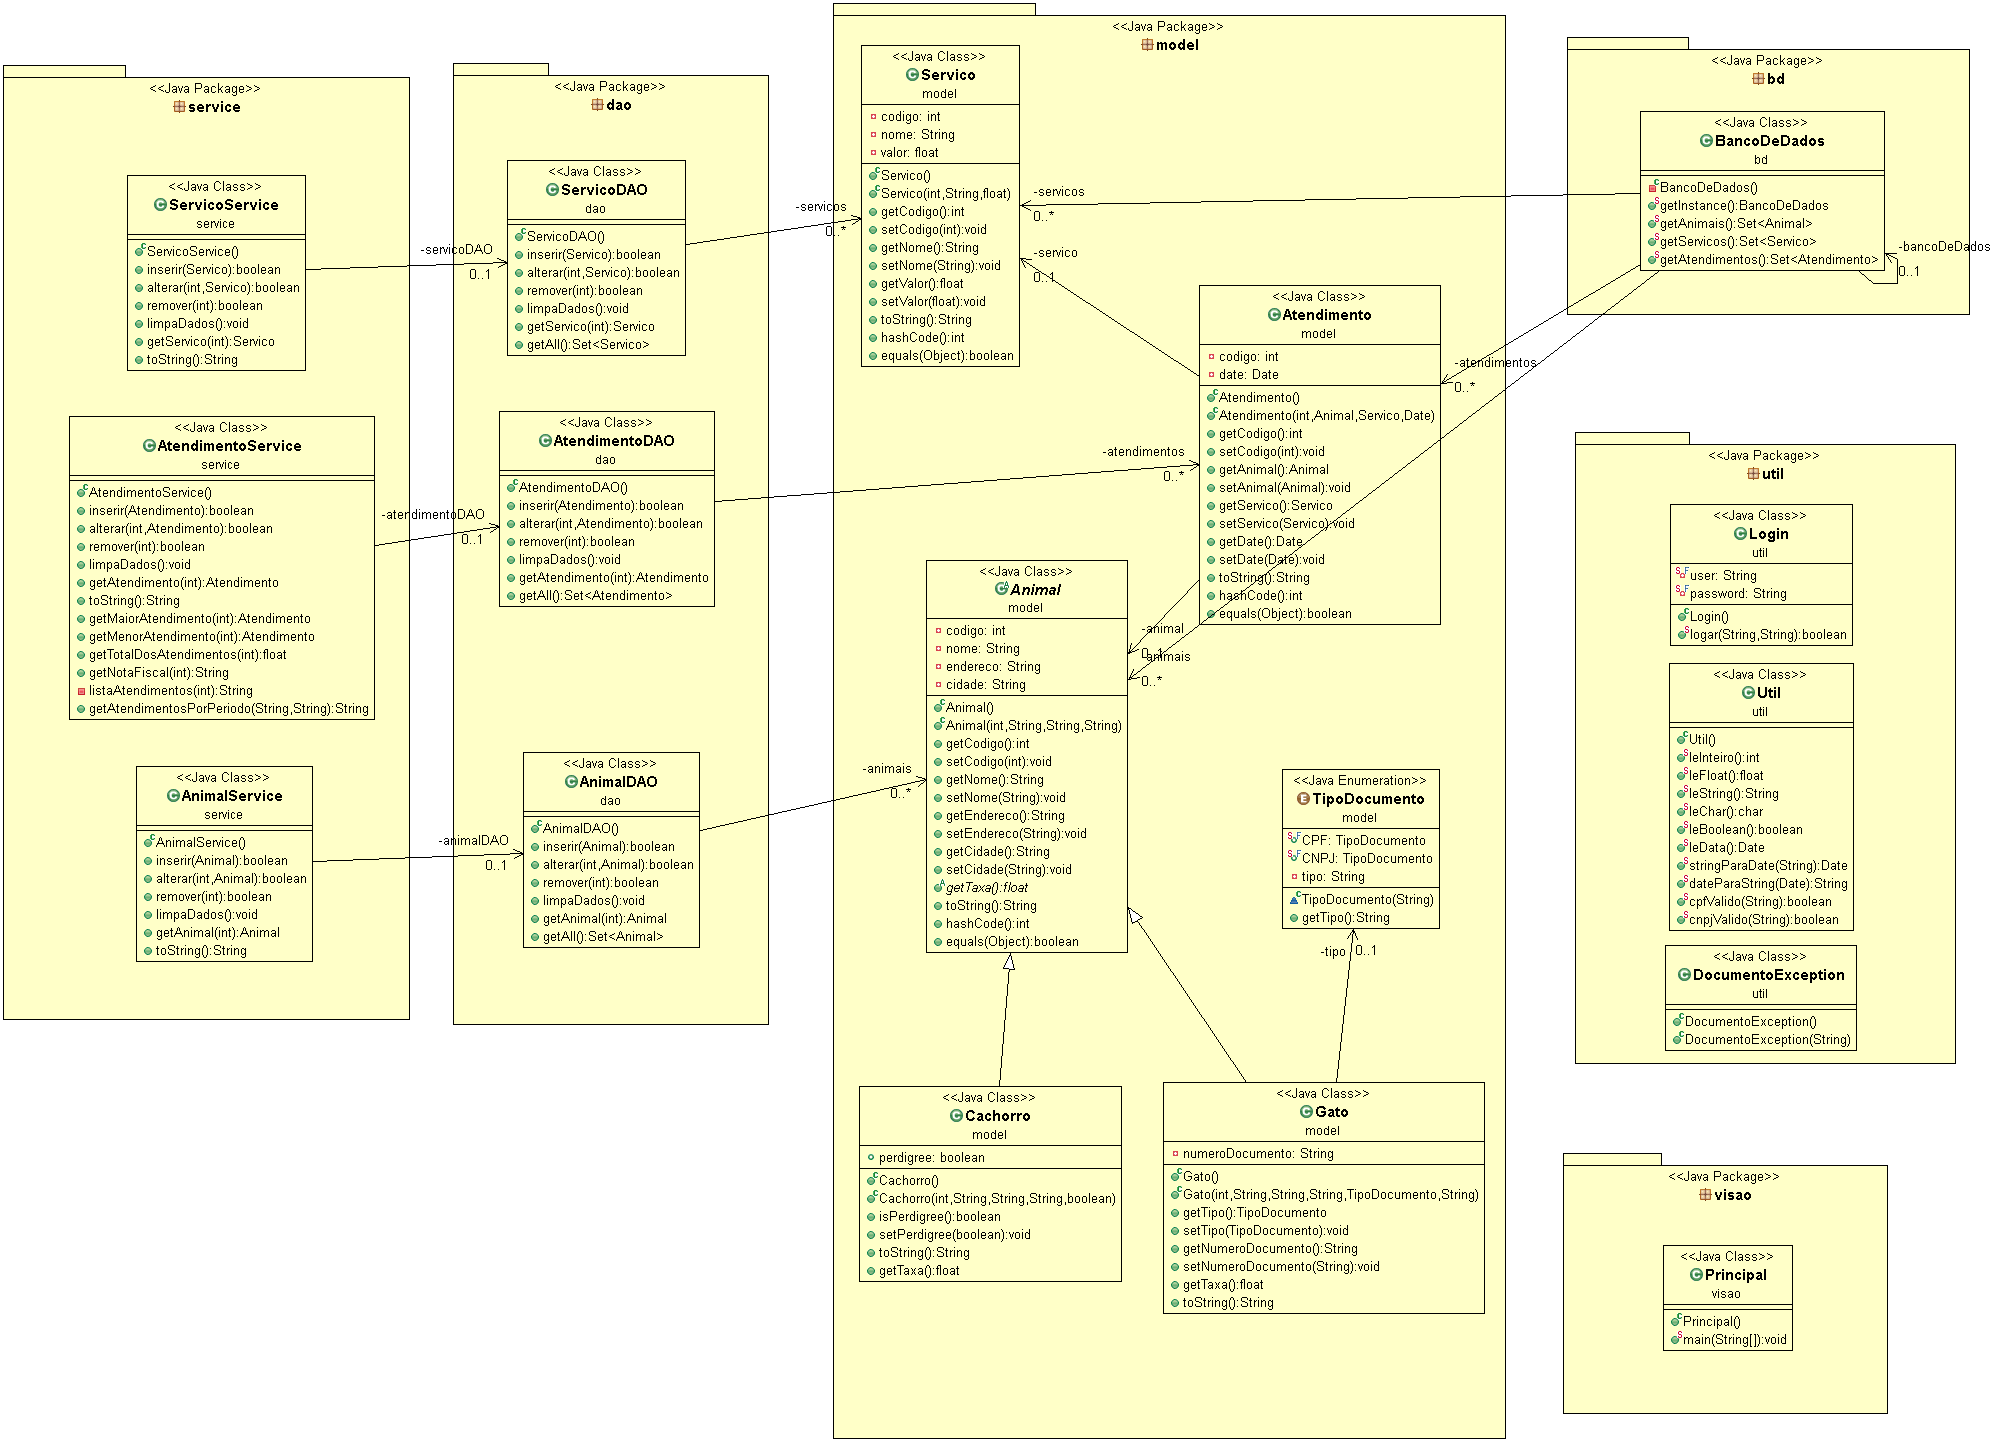 <<Java Package>>
service
<<Java Class>>
ServicoService
service
ServicoService()
inserir(Servico):boolean
alterar(int,Servico):boolean
remover(int):boolean
limpaDados():void
getServico(int):Servico
toString():String
<<Java Class>>
AtendimentoService
service
AtendimentoService()
inserir(Atendimento):boolean
alterar(int,Atendimento):boolean
remover(int):boolean
limpaDados():void
getAtendimento(int):Atendimento
toString():String
getMaiorAtendimento(int):Atendimento
getMenorAtendimento(int):Atendimento
getTotalDosAtendimentos(int):float
getNotaFiscal(int):String
listaAtendimentos(int):String
getAtendimentosPorPeriodo(String,String):String
<<Java Class>>
AnimalService
service
AnimalService()
inserir(Animal):boolean
alterar(int,Animal):boolean
remover(int):boolean
limpaDados():void
getAnimal(int):Animal
toString():String
-servicoDAO
0..1
-atendimentoDAO
0..1
-animalDAO
0..1
<<Java Package>>
dao
<<Java Class>>
ServicoDAO
dao
ServicoDAO()
inserir(Servico):boolean
alterar(int,Servico):boolean
remover(int):boolean
limpaDados():void
getServico(int):Servico
getAll():Set<Servico>
<<Java Class>>
AtendimentoDAO
dao
AtendimentoDAO()
inserir(Atendimento):boolean
alterar(int,Atendimento):boolean
remover(int):boolean
limpaDados():void
getAtendimento(int):Atendimento
getAll():Set<Atendimento>
<<Java Class>>
AnimalDAO
dao
AnimalDAO()
inserir(Animal):boolean
alterar(int,Animal):boolean
remover(int):boolean
limpaDados():void
getAnimal(int):Animal
getAll():Set<Animal>
-servicos
0..*
-atendimentos
0..*
-animais
0..*
<<Java Package>>
model
<<Java Class>>
Servico
model
codigo: int
nome: String
valor: float
Servico()
Servico(int,String,float)
getCodigo():int
setCodigo(int):void
getNome():String
setNome(String):void
getValor():float
setValor(float):void
toString():String
hashCode():int
equals(Object):boolean
-servicos
0..*
-servico
0..1
<<Java Class>>
Atendimento
model
codigo: int
date: Date
Atendimento()
Atendimento(int,Animal,Servico,Date)
getCodigo():int
setCodigo(int):void
getAnimal():Animal
setAnimal(Animal):void
getServico():Servico
setServico(Servico):void
getDate():Date
setDate(Date):void
toString():String
hashCode():int
equals(Object):boolean
-atendimentos
0..*
<<Java Class>>
Animal
model
codigo: int
nome: String
endereco: String
cidade: String
Animal()
Animal(int,String,String,String)
getCodigo():int
setCodigo(int):void
getNome():String
setNome(String):void
getEndereco():String
setEndereco(String):void
getCidade():String
setCidade(String):void
getTaxa():float
toString():String
hashCode():int
equals(Object):boolean
-animal
0..1
-animais
0..*
<<Java Enumeration>>
TipoDocumento
model
CPF: TipoDocumento
CNPJ: TipoDocumento
tipo: String
TipoDocumento(String)
getTipo():String
-tipo
0..1
<<Java Class>>
Cachorro
model
perdigree: boolean
Cachorro()
Cachorro(int,String,String,String,boolean)
isPerdigree():boolean
setPerdigree(boolean):void
toString():String
getTaxa():float
<<Java Class>>
Gato
model
numeroDocumento: String
Gato()
Gato(int,String,String,String,TipoDocumento,String)
getTipo():TipoDocumento
setTipo(TipoDocumento):void
getNumeroDocumento():String
setNumeroDocumento(String):void
getTaxa():float
toString():String
<<Java Package>>
bd
<<Java Class>>
BancoDeDados
bd
BancoDeDados()
getInstance():BancoDeDados
getAnimais():Set<Animal>
getServicos():Set<Servico>
getAtendimentos():Set<Atendimento>
-bancoDeDados
0..1
<<Java Package>>
util
<<Java Class>>
Login
util
user: String
password: String
Login()
logar(String,String):boolean
<<Java Class>>
Util
util
Util()
leInteiro():int
leFloat():float
leString():String
leChar():char
leBoolean():boolean
leData():Date
stringParaDate(String):Date
dateParaString(Date):String
cpfValido(String):boolean
cnpjValido(String):boolean
<<Java Class>>
DocumentoException
util
DocumentoException()
DocumentoException(String)
<<Java Package>>
visao
<<Java Class>>
Principal
visao
Principal()
main(String[]):void